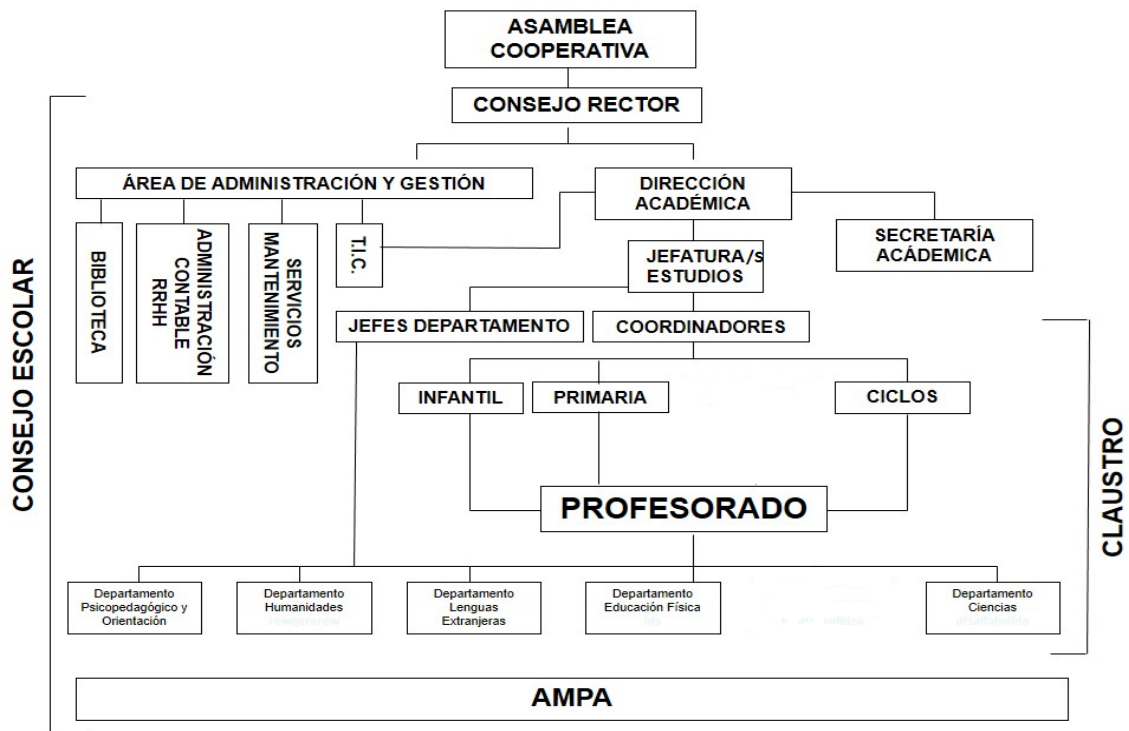 ASAMBLEA
COOPERATIVA
CONSEJO RECTOR
ÁREA DE ADMINISTRACIÓN Y GESTIÓN
DIRECCIÓN
ACADÉMICA
BIBLIOTECA
ADMINISTRACIÓN
CONTABLE
RRHH
SERVICIOS
MANTENIMIENTO
T.I.C.
SECRETARÍA
ACÁDEMICA
JEFATURA/s
ESTUDIOS
JEFES DEPARTAMENTO
COORDINADORES
INFANTIL
PRIMARIA
CICLOS
PROFESORADO
Departamento
Psicopedagógico y
Orientación
Departamento
Humanidades
Departamento
Lenguas
Extranjeras
Departamento
Educación Física
Departamento
Ciencias
AMPA
CONSEJO ESCOLAR
CLAUSTRO